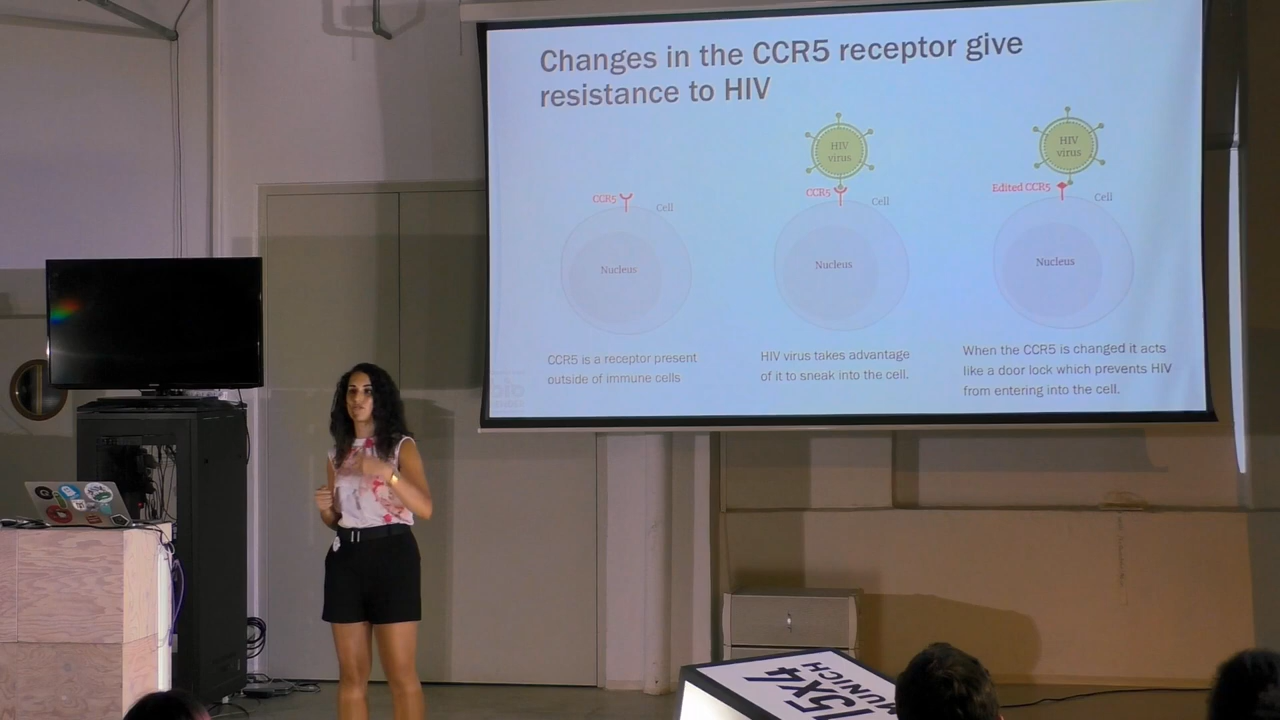 Changes in the CCR5 receptor give
resistance to HIV
HIV
virus
HIV
virus
CCR5
Cell
CCR5
Cell
Edited CCR5
Cell
Nucleus
Nucleus
Nucleus
CCR5 is a receptor present
outside of immune cells
HIV virus takes advantage
of it to sneak into the cell.
When the CCR5 is changed it acts
like a door lock which prevents HIV
from entering into the cell.
15X4
MUNICH